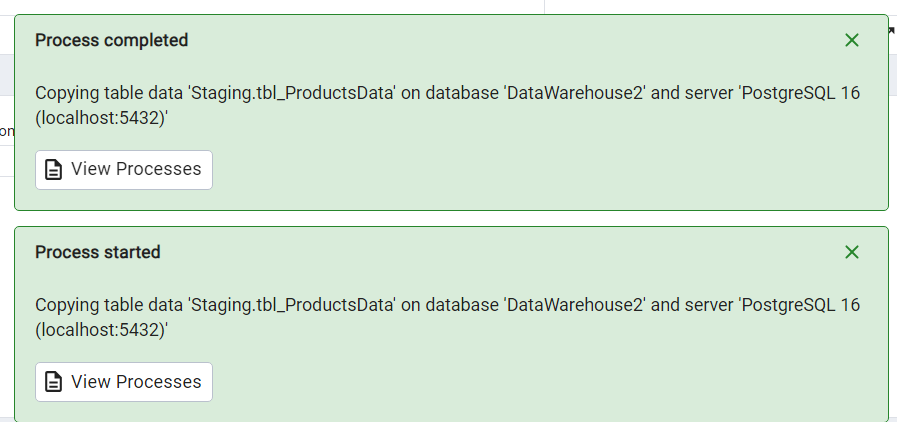 Process completed
Copying table data 'Staging.tbl_ProductsData' on database 'DataWarehouse2' and server 'PostgreSQL 16
(localhost:5432)'
on
View Processes
Process started
Copying table data 'Staging.tbl_ProductsData' on database 'DataWarehouse2' and server 'PostgreSQL 16
(localhost:5432)'
View Processes